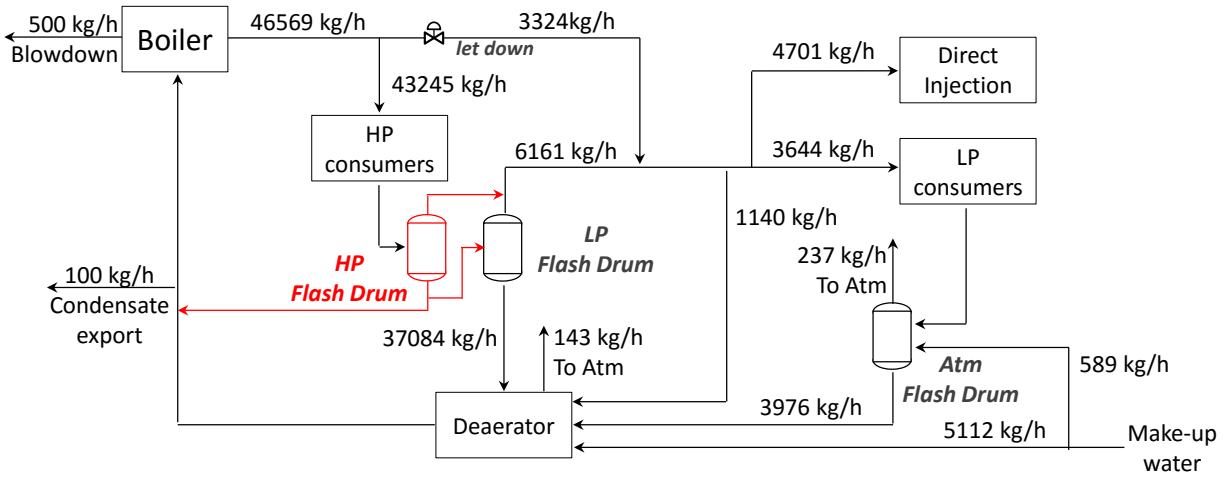 500 kg/h
Blowdown
Boiler
46569 kg/h
let down
3324kg/h
43245 kg/h
4701 kg/h
Direct
Injection
HP
consumers
6161 kg/h
3644 kg/h
LP
consumers
1140 kg/h
LP
Flash Drum
HP
Flash Drum
237 kg/h
To Atm
100 kg/h
Condensate
export
37084 kg/h
143 kg/h
To Atm
Atm
Flash Drum
589 kg/h
Deaerator
3976 kg/h
5112 kg/h
Make-up
water